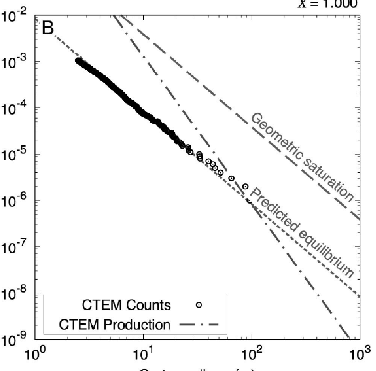 X = 1.000
B
10-2
10-3
10-4
10-5
10-6
10-7
10-8
10-9
Geometric saturation
Predicted equilibrium
CTEM Counts
CTEM Production
100 101 102 103